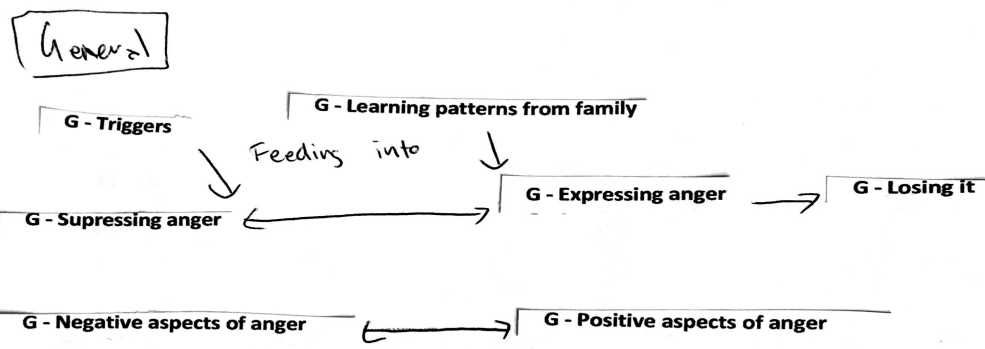 General
G - Learning patterns from family
G - Triggers
Feeding into
G - Expressing anger
G - Losing it
G - Supressing anger
G - Negative aspects of anger
G - Positive aspects of anger